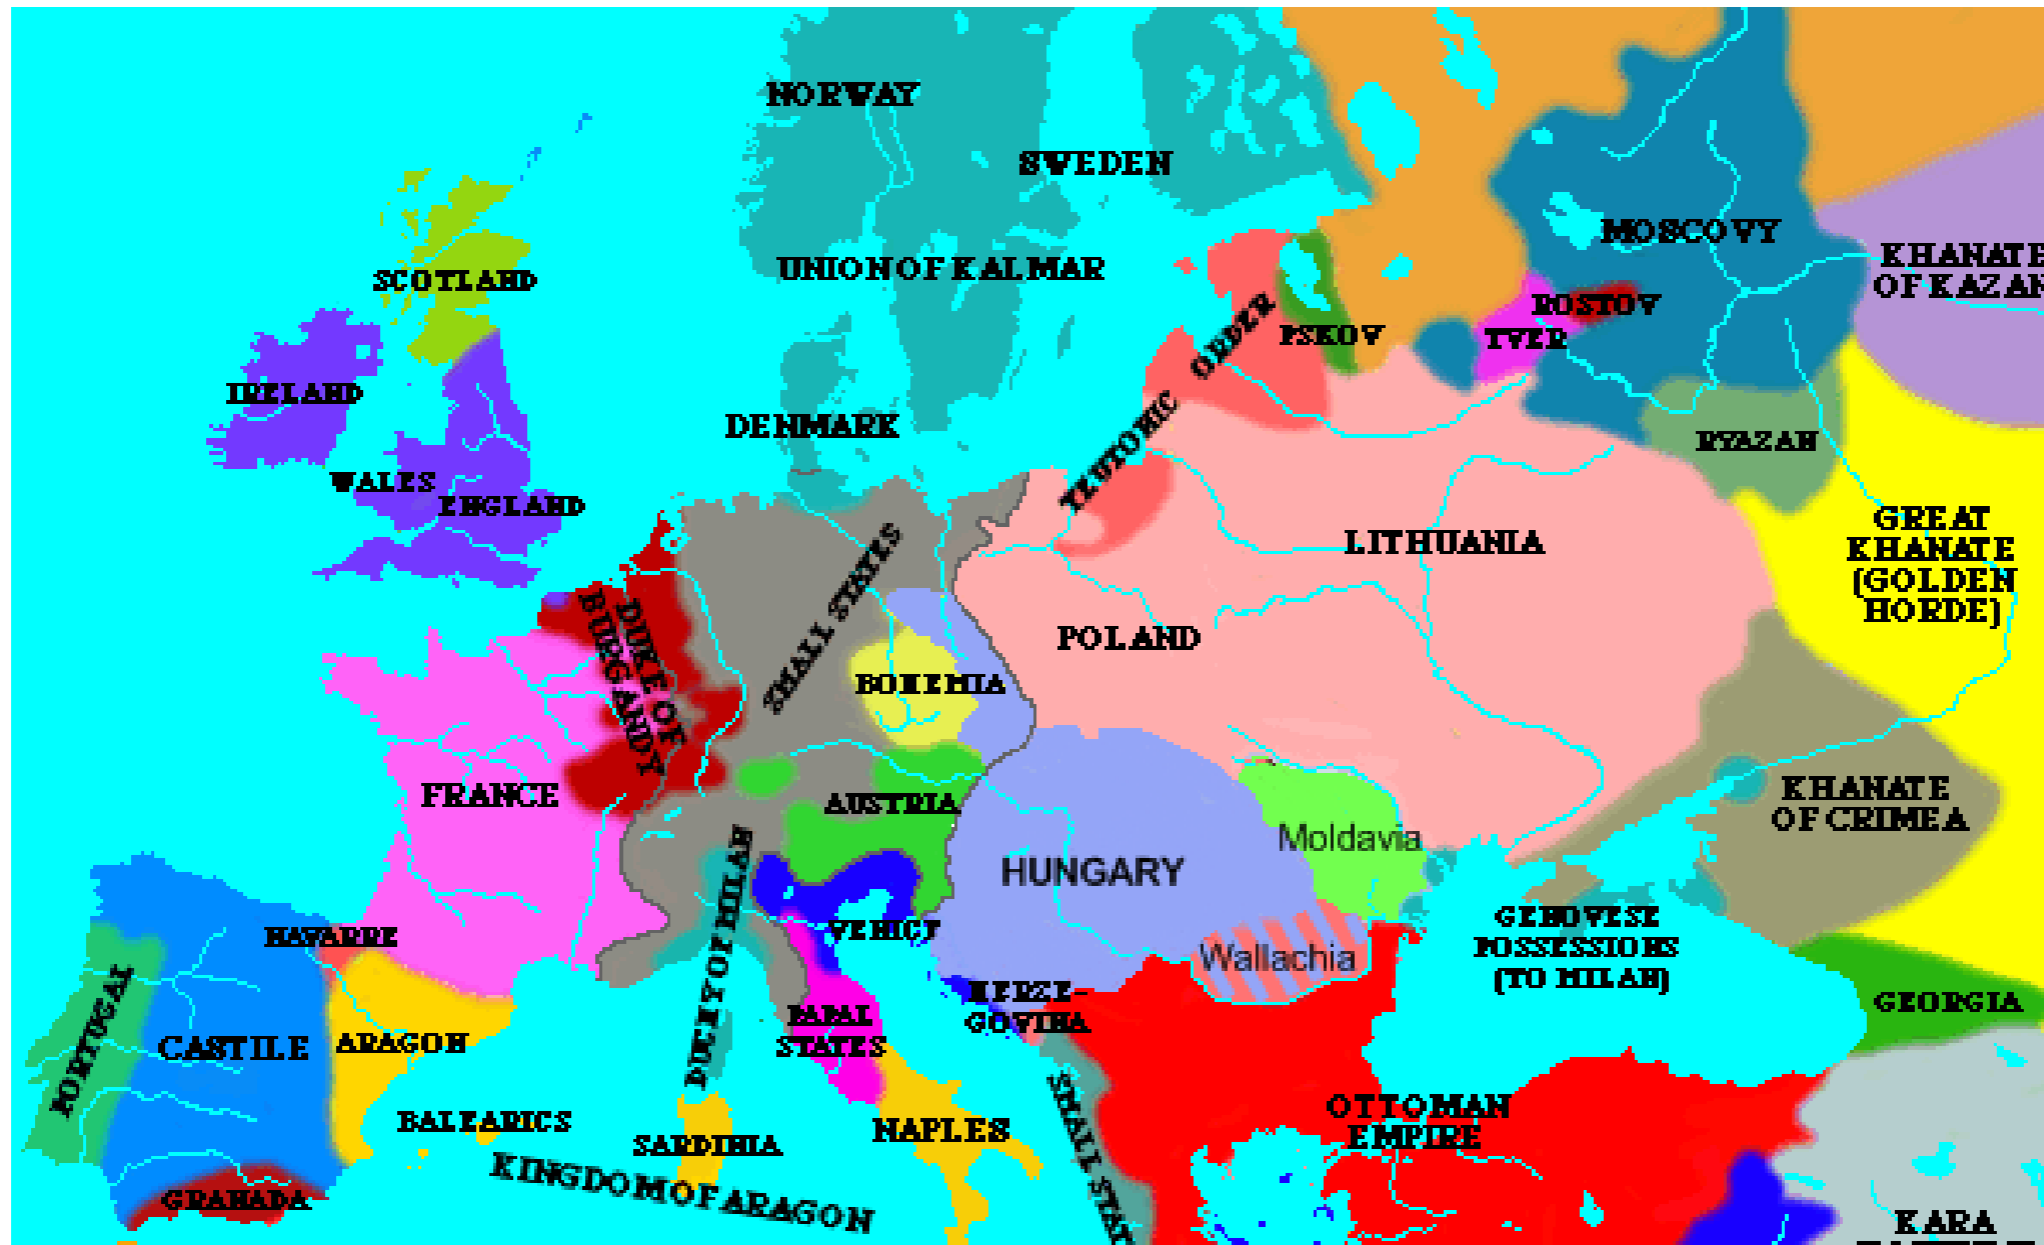 NORWAY
SWEDEN
MOSCOVY
KHANATE
OF KAZAN
UNION OF KALMAR
SCOTLAND
ROSTOV
TVER
PSKOV
TEUTONIC ORDER
IRELAND
DENMARK
RYAZAN
WALES
ENGLAND
GREAT
KHANATE
(GOLDEN
HORDE)
LITHUANIA
SMALL STATES
DUKE OF
BURGANDY
POLAND
BOHEMIA
FRANCE
AUSTRIA
KHANATE
OF CRIMEA
Moldavia
HUNGARY
DUCHY OF MILAN
VENICE
NAVARRE
GENOVESE
POSSESSIONS
(TO MILAN)
Wallachia
PORTUGAL
HERZE-
GOVINA
GEORGIA
PAPAL
STATES
CASTILE
ARAGON
BALEARICS
SARDINIA
NAPLES
SMALL STAT
OTTOMAN
EMPIRE
KINGDOM OF ARAGON
GRANADA
KARA